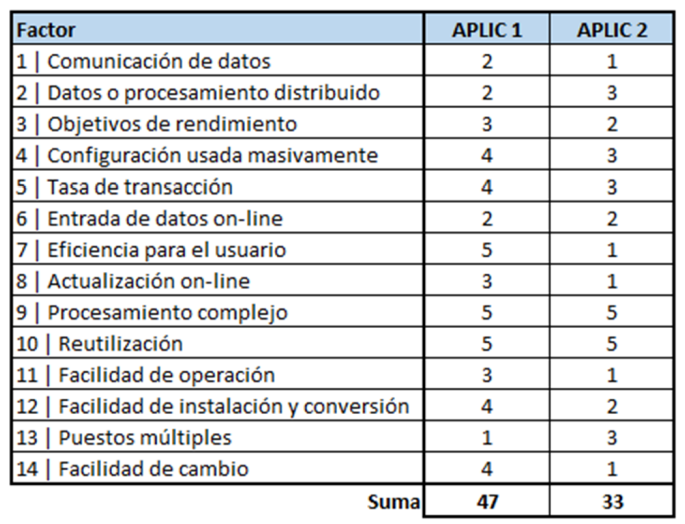 Factor APLIC 1 APLIC 2
1 | Comunicación de datos 2 1
2 | Datos o procesamiento distribuido 2 3
3 | Objetivos de rendimiento 3 2
4 | Configuración usada masivamente 4 3
5 | Tasa de transacción 4 3
6 | Entrada de datos on-line 2 2
7 | Eficiencia para el usuario 5 1
8 | Actualización on-line 3 1
9 | Procesamiento complejo 5 5
10 | Reutilización 5 5
11 | Facilidad de operación 3 1
12 | Facilidad de instalación y conversión 4 2
13 | Puestos múltiples 1 3
14 | Facilidad de cambio 4 1
Suma 47 33